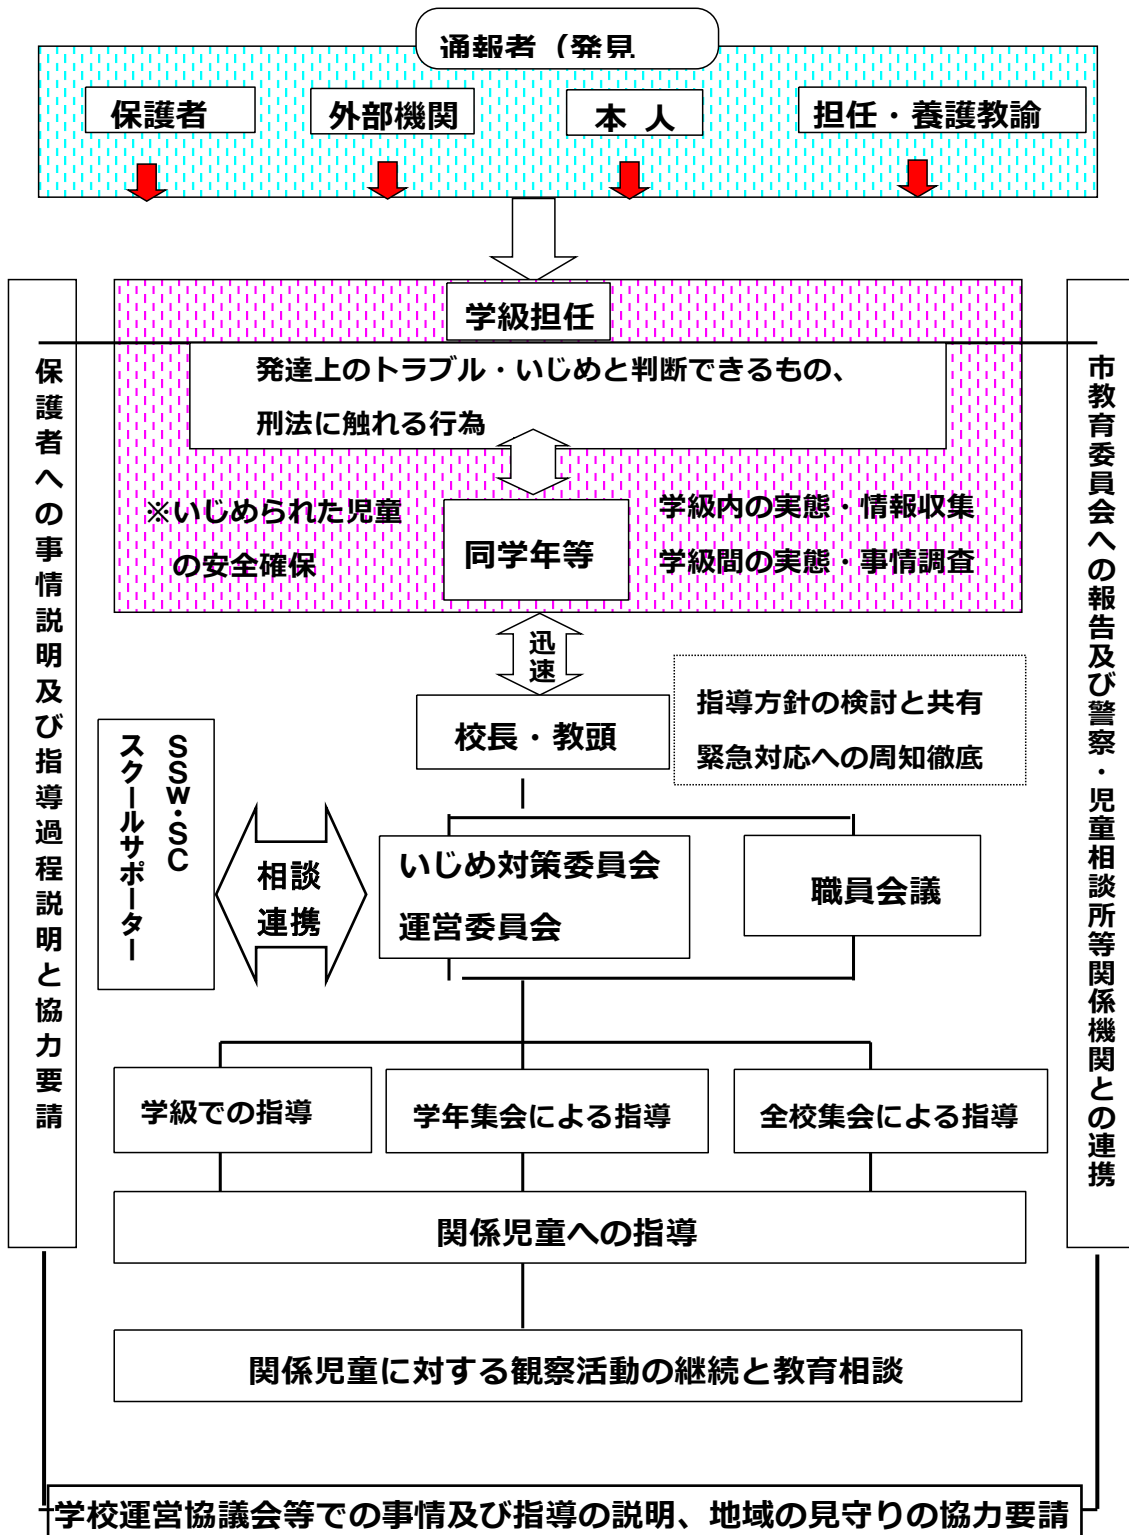 通報者（発見
保護者
外部機関
本 人
担任・養護教諭
学級担任
発達上のトラブル・いじめと判断できるもの、
刑法に触れる行為
※いじめられた児童
の安全確保
同学年等
学級内の実態・情報収集
学級間の実態・事情調査
迅速
校長・教頭
指導方針の検討と共有
緊急対応への周知徹底
保護者への事情説明及び指導過程説明と協力要請
市教育委員会への報告及び警察・児童相談所等関係機関との連携
ＳＳＷ・ＳＣ
スクールサポーター
相談
連携
いじめ対策委員会
運営委員会
職員会議
学級での指導
学年集会による指導
全校集会による指導
関係児童への指導
関係児童に対する観察活動の継続と教育相談
学校運営協議会等での事情及び指導の説明、地域の見守りの協力要請